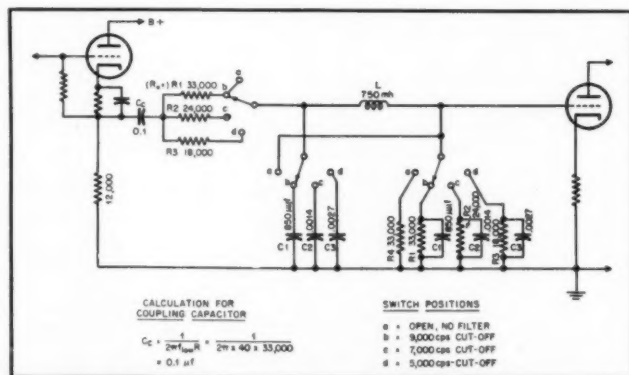 B+
a
(Ro=) R1 33,000
b
L
750 mh
Cc
R2 24,000
c
0.1
R3 18,000
d
12,000
a
b
c
d
850 μμf
.0014
.0027
C1
C2
C3
a
b
c
d
R4 33,000
R1 33,000
850 μμf
C1
R2 24,000
.0014
R3 18,000
.0027
C3
CALCULATION FOR
COUPLING CAPACITOR
Cc = 1 / 2πf_low R = 1 / 2π x 40 x 33,000
= 0.1 μf
SWITCH POSITIONS
a = OPEN, NO FILTER
b = 9,000 cps CUT-OFF
c = 7,000 cps CUT-OFF
d = 5,000 cps CUT-OFF